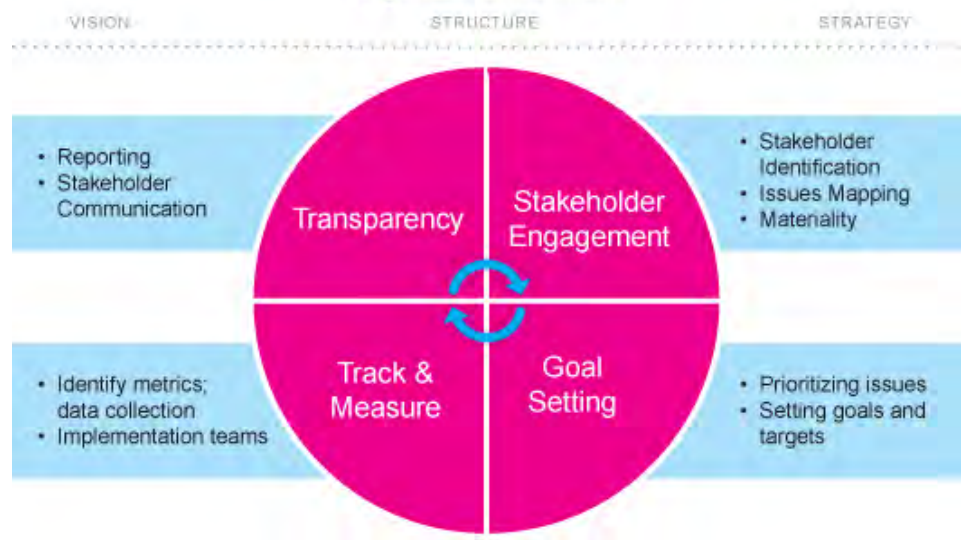 VISION
STRUCTURE
STRATEGY
• Reporting
• Stakeholder
Communication
Transparency
Stakeholder
Engagement
• Stakeholder
Identification
• Issues Mapping
• Materiality
• Identify metrics;
data collection
• Implementation teams
Track &
Measure
Goal
Setting
• Prioritizing issues
• Setting goals and
targets